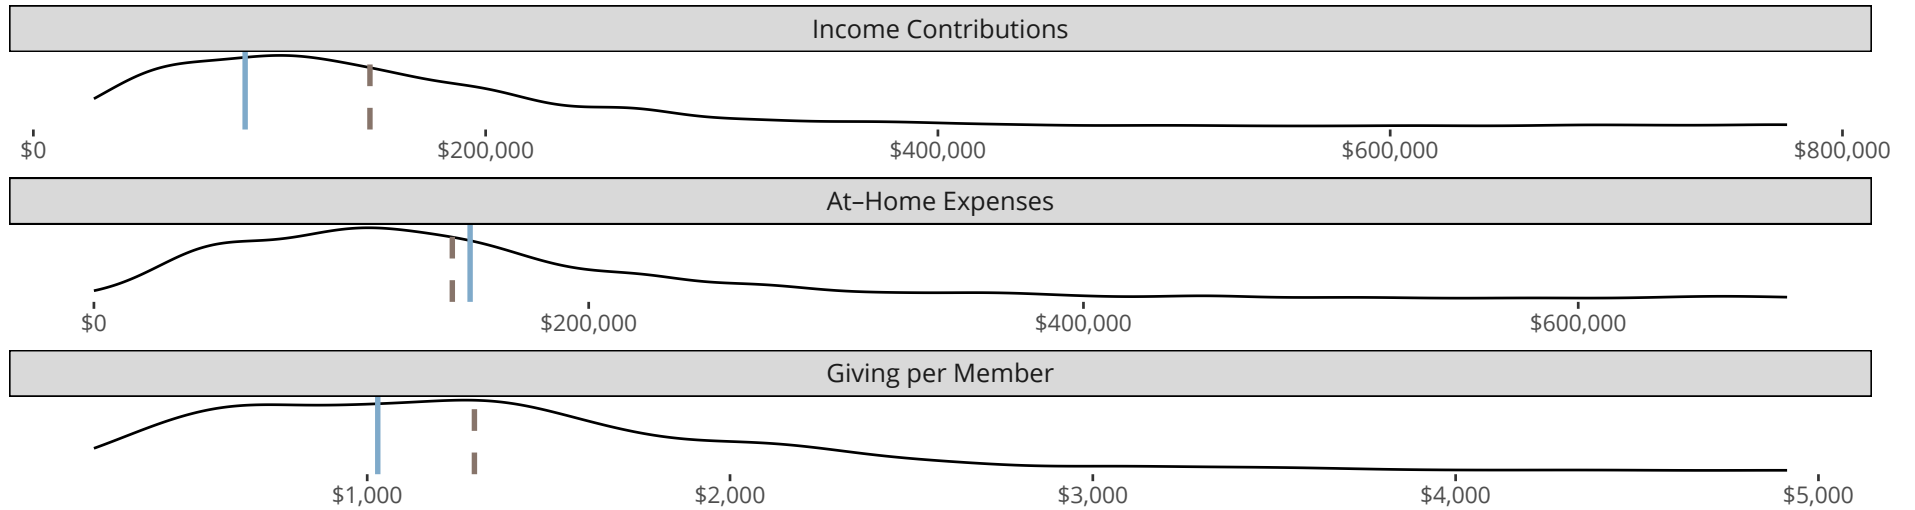 Income Contributions
$0 $200,000 $400,000 $600,000 $800,000
At–Home Expenses
$0 $200,000 $400,000 $600,000
Giving per Member
$1,000 $2,000 $3,000 $4,000 $5,000